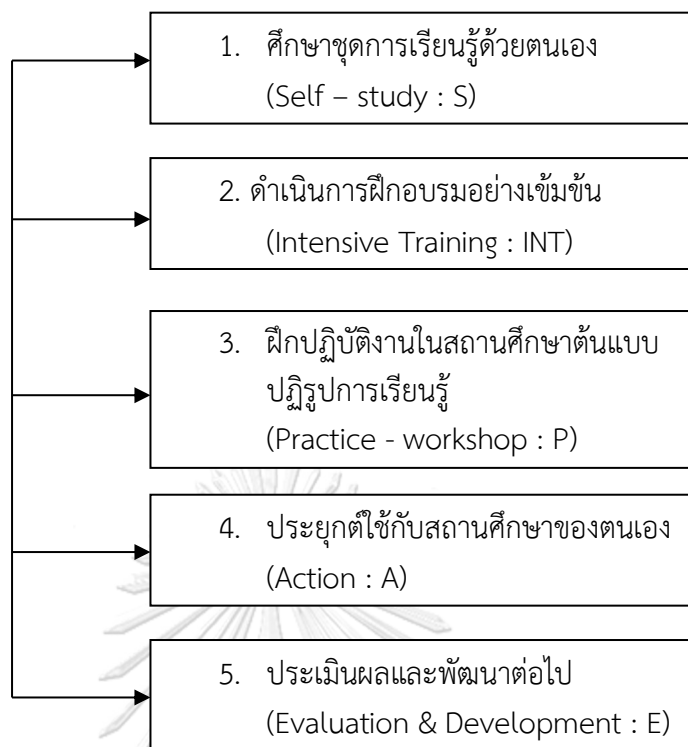 1. ศึกษาชุดการเรียนรู้ด้วยตนเอง
(Self – study : S)
2. ดำเนินการฝึกอบรมอย่างเข้มข้น
(Intensive Training : INT)
3. ฝึกปฏิบัติงานในสถานศึกษาต้นแบบ
ปฏิรูปการเรียนรู้
(Practice - workshop : P)
4. ประยุกต์ใช้กับสถานศึกษาของตนเอง
(Action : A)
5. ประเมินผลและพัฒนาต่อไป
(Evaluation & Development : E)